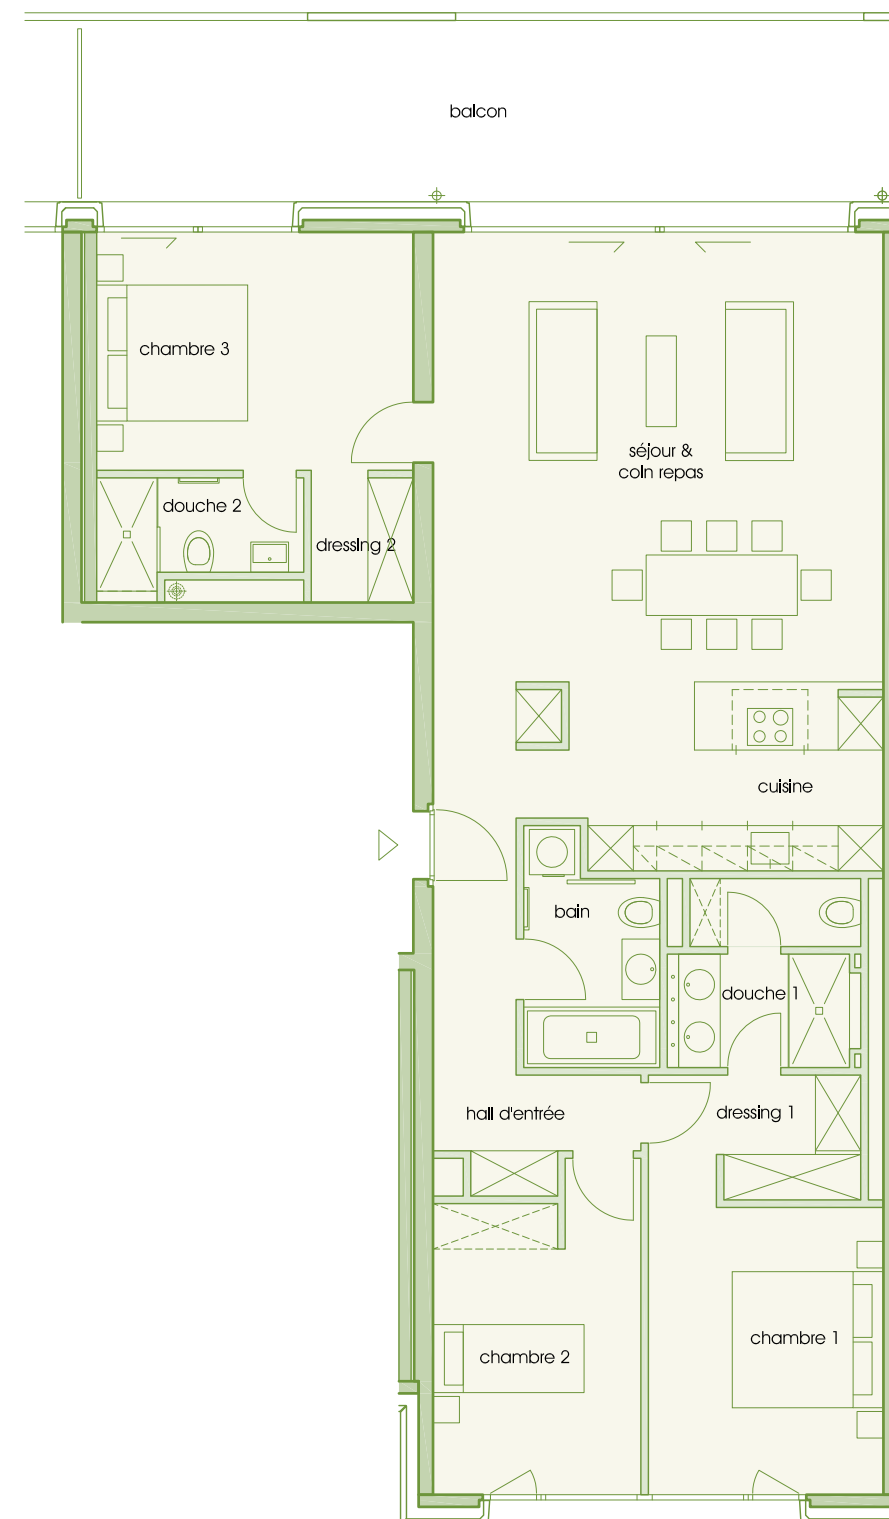 balcon
chambre 3
séjour &
coin repas
douche 2
dressing 2
cuisine
bain
douche 1
hall d'entrée
dressing 1
chambre 1
chambre 2